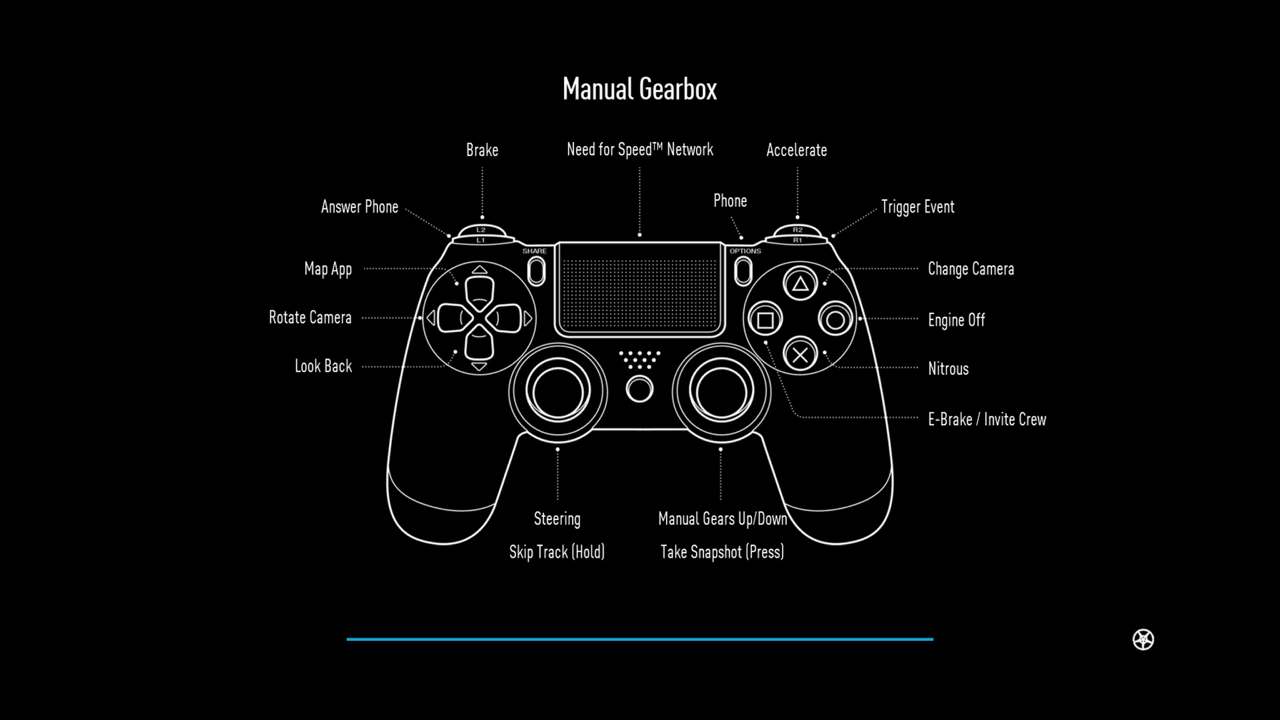 Manual Gearbox
Brake
Need for Speed™ Network
Accelerate
Phone
Answer Phone
Trigger Event
L2
R2
L1
R1
SHARE
OPTIONS
Map App
Change Camera
Rotate Camera
Engine Off
Look Back
Nitrous
E-Brake / Invite Crew
Steering
Manual Gears Up/Down
Skip Track (Hold)
Take Snapshot (Press)